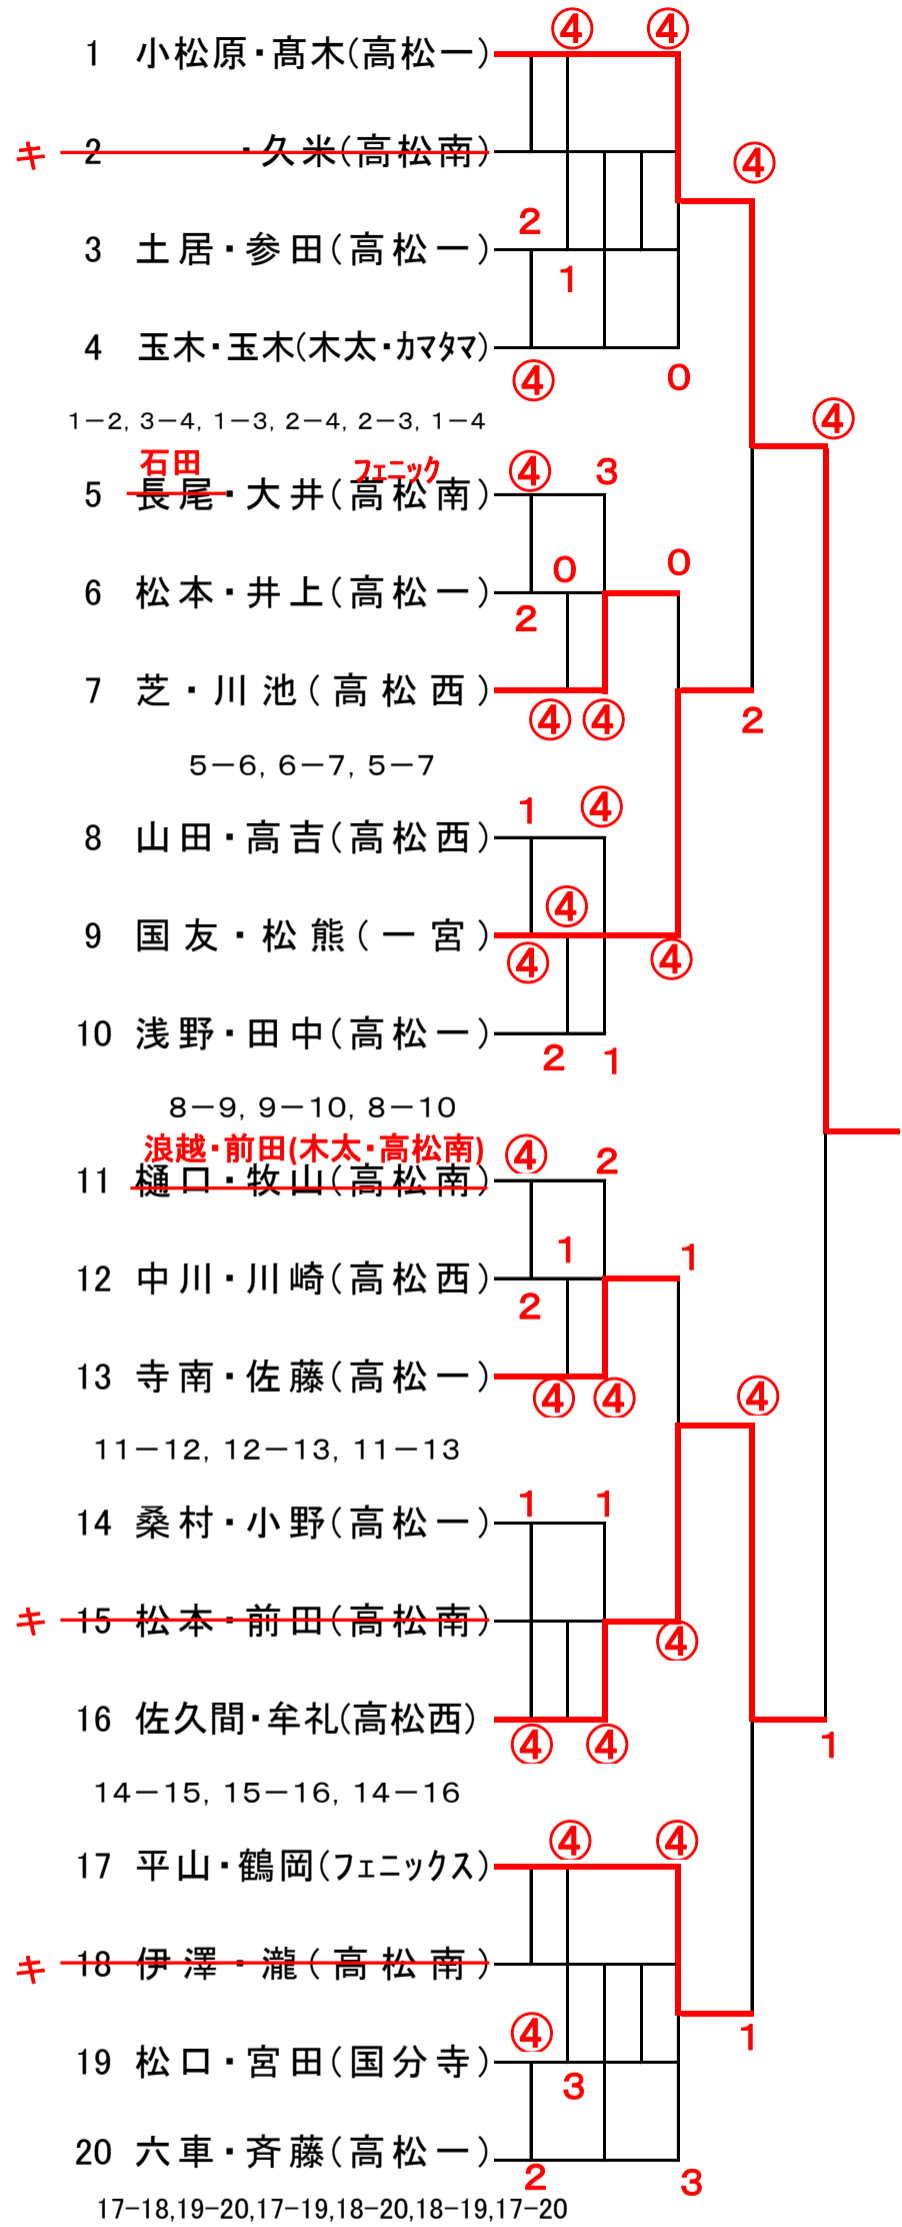 ④ ④
1 小松原・髙木(高松一)
キ 2 ・久米(高松南)
④
2
3 土居・参田(高松一)
1
4 玉木・玉木(木太・カマタマ)
④ 0
④
1－2, 3－4, 1－3, 2－4, 2－3, 1－4
石田 フェニック ④ 3
5 長尾・大井(高松南)
0 0
6 松本・井上(高松一)
2
7 芝・川池(高松西)
④ ④ 2
5－6, 6－7, 5－7
1 ④
8 山田・高吉(高松西)
④
9 国友・松熊(一宮)
④ ④
10 浅野・田中(高松一)
2 1
8－9, 9－10, 8－10
浪越・前田(木太・高松南) ④ 2
11 樋口・牧山(高松南)
1 1
12 中川・川崎(高松西)
2
13 寺南・佐藤(高松一)
④ ④ ④
11－12, 12－13, 11－13
1 1
14 桑村・小野(高松一)
キ 15 松本・前田(高松南)
④
16 佐久間・牟礼(高松西)
④ ④ 1
14－15, 15－16, 14－16
④ ④
17 平山・鶴岡(フェニックス)
キ 18 伊澤・瀧(高松南)
④ 1
19 松口・宮田(国分寺)
3
20 六車・斉藤(高松一)
2 3
17-18,19-20,17-19,18-20,18-19,17-20